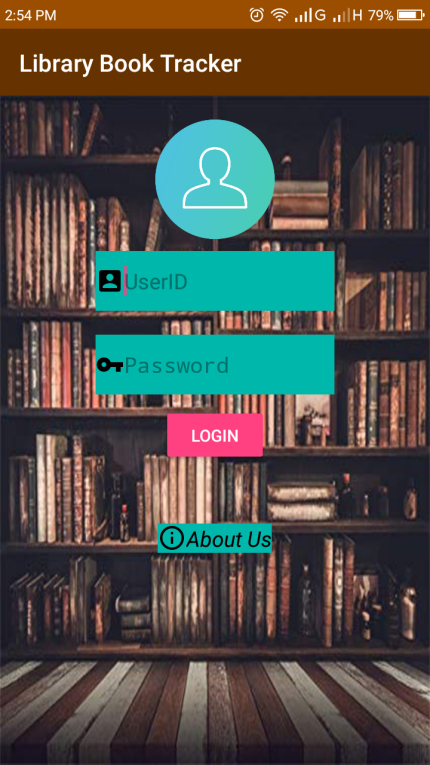 2:54 PM G H 79%
Library Book Tracker
UserID
Password
LOGIN
About Us